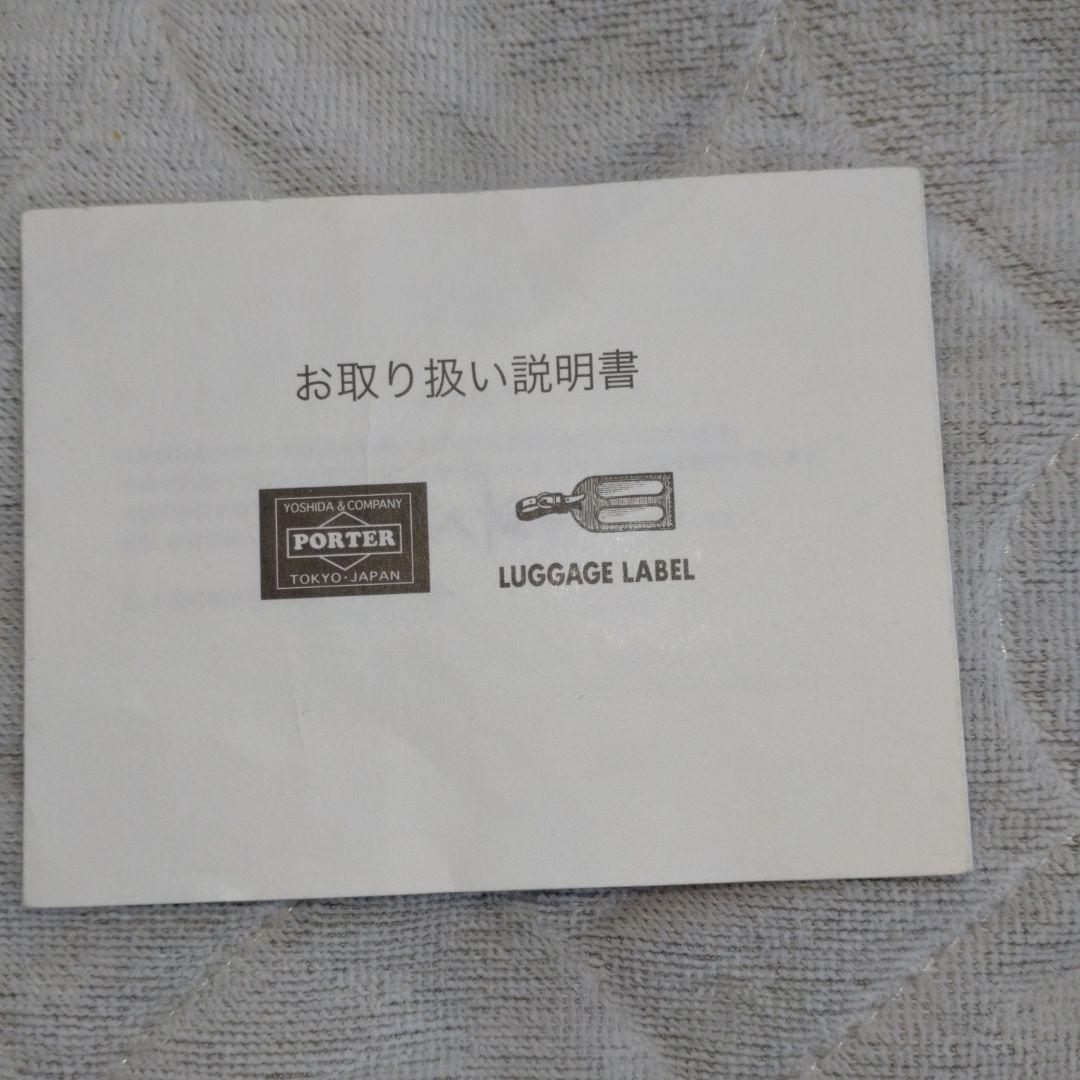 お取り扱い説明書
YOSHIDA & COMPANY
PORTER
TOKYO・JAPAN
LUGGAGE LABEL